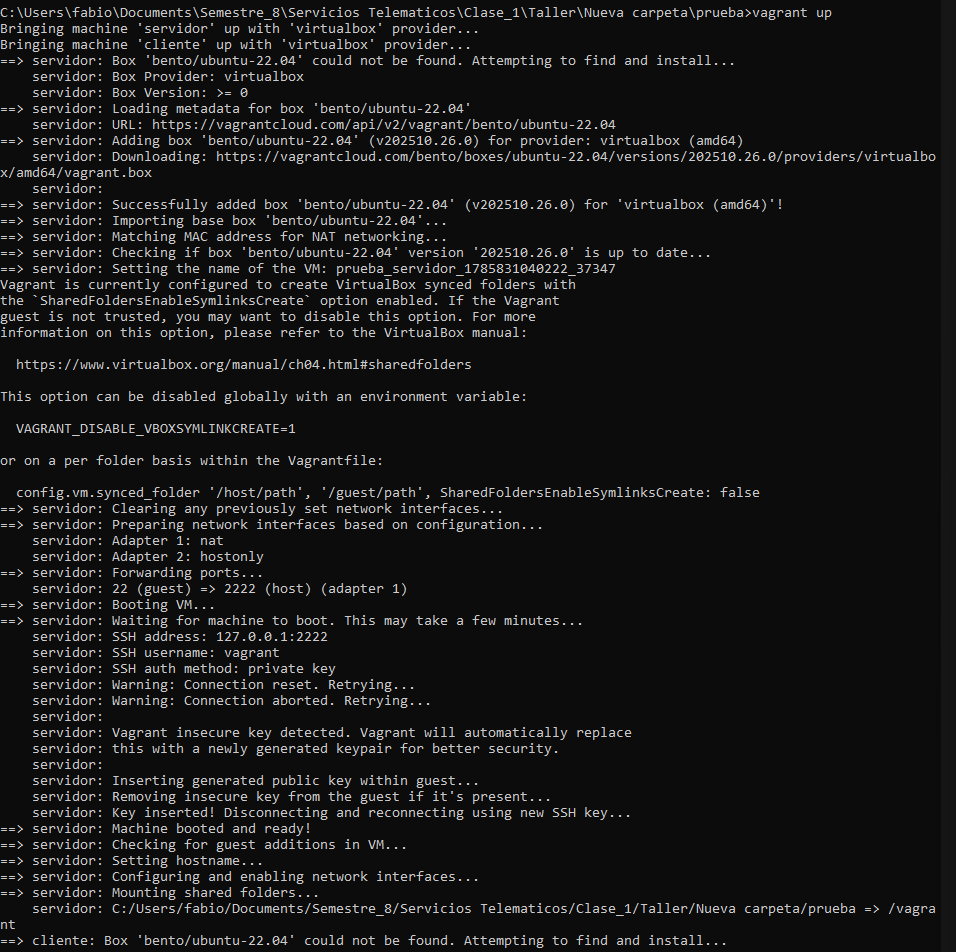 C:\Users\fabio\Documents\Semestre_8\Servicios Telematicos\Clase_1\Taller\Nueva carpeta\prueba>vagrant up
Bringing machine 'servidor' up with 'virtualbox' provider...
Bringing machine 'cliente' up with 'virtualbox' provider...
==> servidor: Box 'bento/ubuntu-22.04' could not be found. Attempting to find and install...
    servidor: Box Provider: virtualbox
    servidor: Box Version: >= 0
==> servidor: Loading metadata for box 'bento/ubuntu-22.04'
    servidor: URL: https://vagrantcloud.com/api/v2/vagrant/bento/ubuntu-22.04
==> servidor: Adding box 'bento/ubuntu-22.04' (v202510.26.0) for provider: virtualbox (amd64)
    servidor: Downloading: https://vagrantcloud.com/bento/boxes/ubuntu-22.04/versions/202510.26.0/providers/virtualbo
x/amd64/vagrant.box
    servidor:
==> servidor: Successfully added box 'bento/ubuntu-22.04' (v202510.26.0) for 'virtualbox (amd64)'!
==> servidor: Importing base box 'bento/ubuntu-22.04'...
==> servidor: Matching MAC address for NAT networking...
==> servidor: Checking if box 'bento/ubuntu-22.04' version '202510.26.0' is up to date...
==> servidor: Setting the name of the VM: prueba_servidor_1785831040222_37347
Vagrant is currently configured to create VirtualBox synced folders with
the `SharedFoldersEnableSymlinksCreate` option enabled. If the Vagrant
guest is not trusted, you may want to disable this option. For more
information on this option, please refer to the VirtualBox manual:

  https://www.virtualbox.org/manual/ch04.html#sharedfolders

This option can be disabled globally with an environment variable:

  VAGRANT_DISABLE_VBOXSYMLINKCREATE=1

or on a per folder basis within the Vagrantfile:

  config.vm.synced_folder '/host/path', '/guest/path', SharedFoldersEnableSymlinksCreate: false
==> servidor: Clearing any previously set network interfaces...
==> servidor: Preparing network interfaces based on configuration...
    servidor: Adapter 1: nat
    servidor: Adapter 2: hostonly
==> servidor: Forwarding ports...
    servidor: 22 (guest) => 2222 (host) (adapter 1)
==> servidor: Booting VM...
==> servidor: Waiting for machine to boot. This may take a few minutes...
    servidor: SSH address: 127.0.0.1:2222
    servidor: SSH username: vagrant
    servidor: SSH auth method: private key
    servidor: Warning: Connection reset. Retrying...
    servidor: Warning: Connection aborted. Retrying...
    servidor:
    servidor: Vagrant insecure key detected. Vagrant will automatically replace
    servidor: this with a newly generated keypair for better security.
    servidor:
    servidor: Inserting generated public key within guest...
    servidor: Removing insecure key from the guest if it's present...
    servidor: Key inserted! Disconnecting and reconnecting using new SSH key...
==> servidor: Machine booted and ready!
==> servidor: Checking for guest additions in VM...
==> servidor: Setting hostname...
==> servidor: Configuring and enabling network interfaces...
==> servidor: Mounting shared folders...
    servidor: C:/Users/fabio/Documents/Semestre_8/Servicios Telematicos/Clase_1/Taller/Nueva carpeta/prueba => /vagra
nt
==> cliente: Box 'bento/ubuntu-22.04' could not be found. Attempting to find and install...